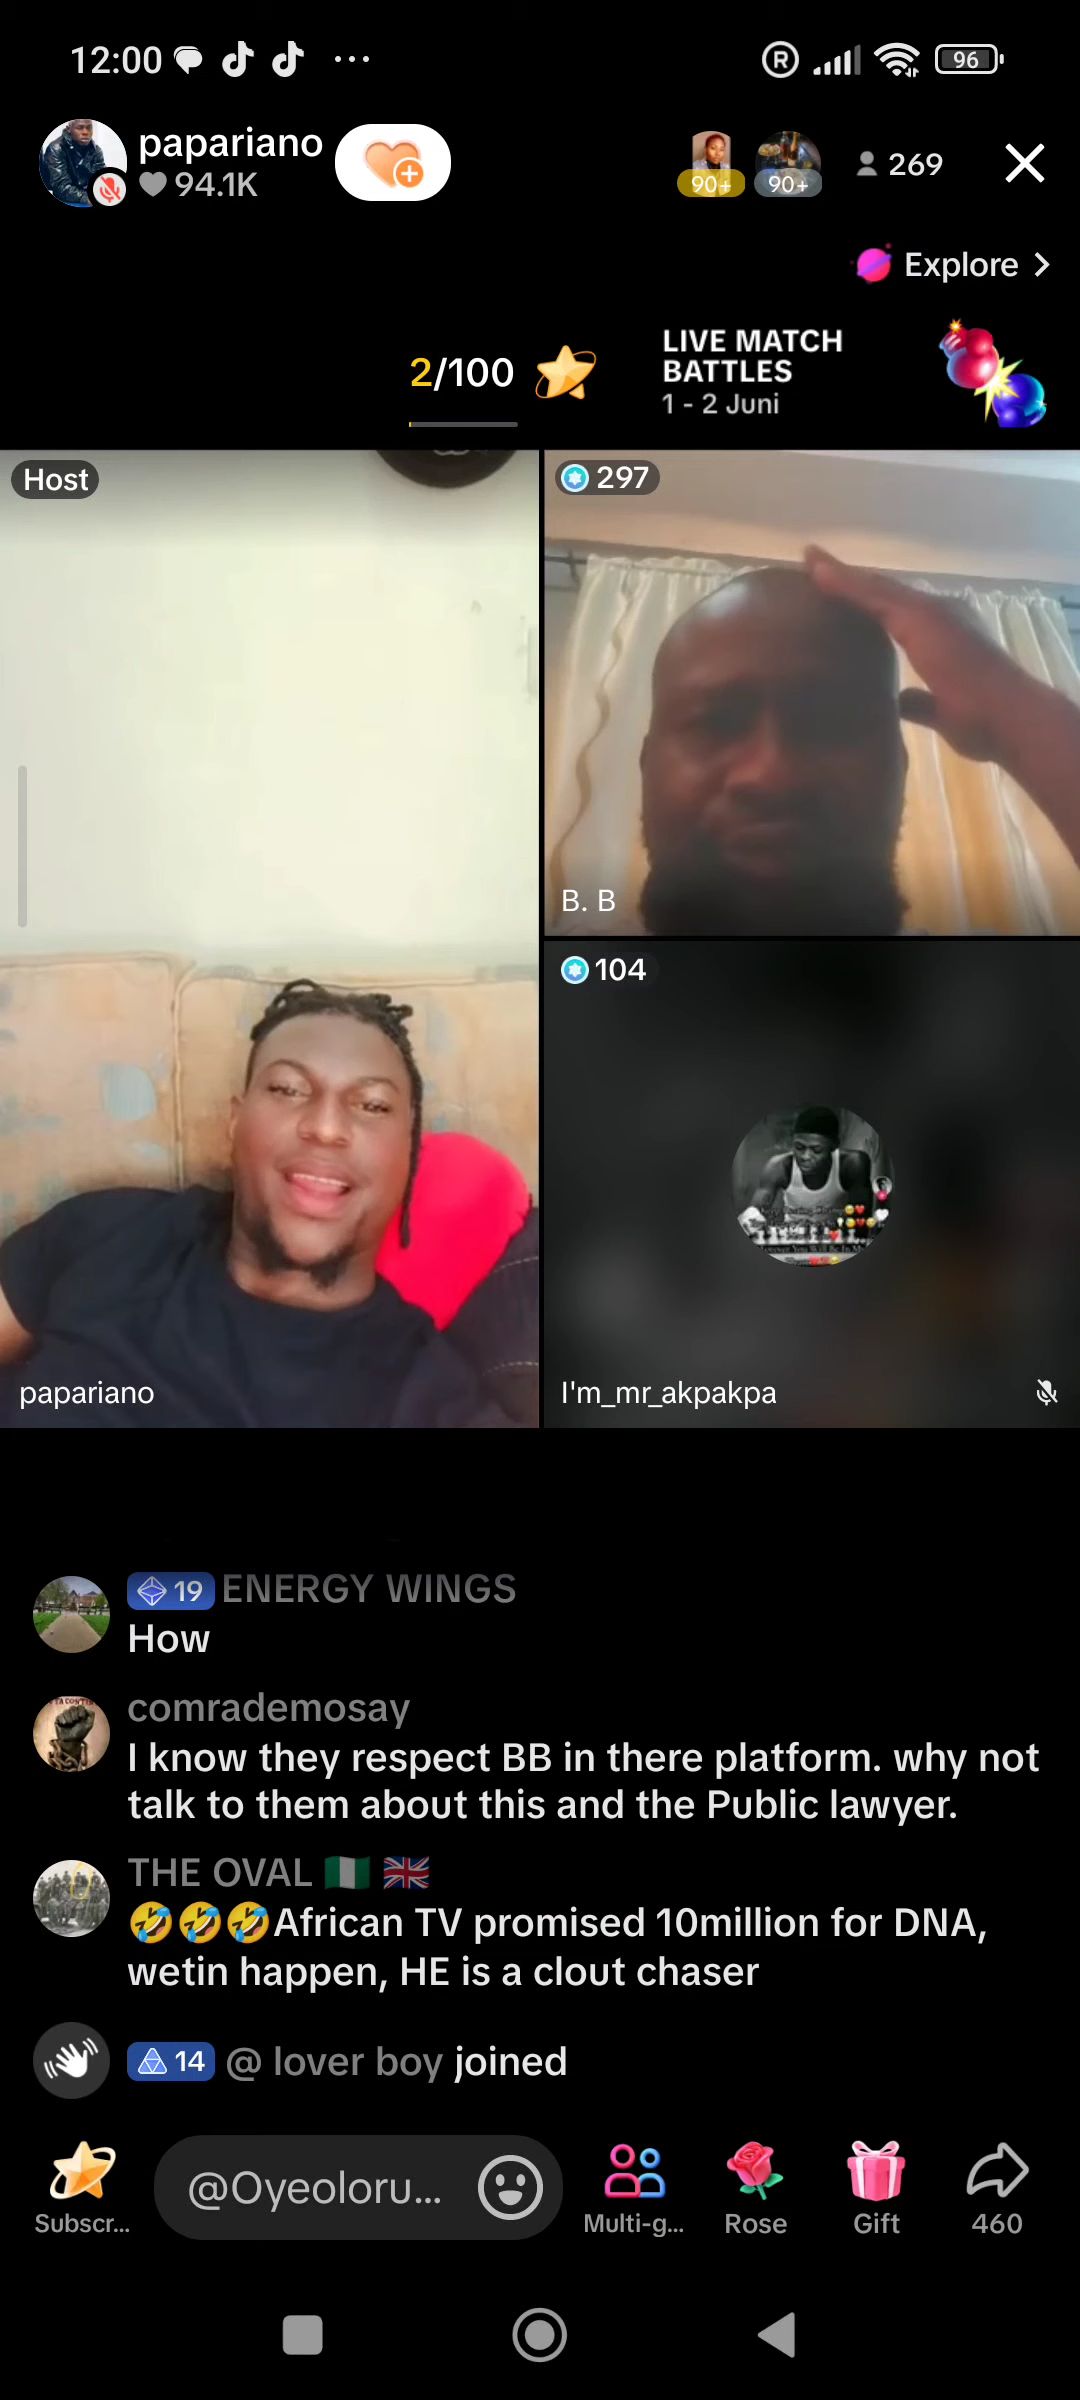 12:00
R
96
papariano
94.1K
90+
90+
269
Explore
2/100
LIVE MATCH
BATTLES
1 - 2 Juni
Host
297
B. B
104
papariano
I'm_mr_akpakpa
19 ENERGY WINGS
How
comrademosay
I know they respect BB in there platform. why not
talk to them about this and the Public lawyer.
THE OVAL 🇳🇬 🇬🇧
🤣🤣🤣African TV promised 10million for DNA,
wetin happen, HE is a clout chaser
14 @ lover boy joined
@Oyeoloru...
Subscr...
Multi-g...
Rose
Gift
460